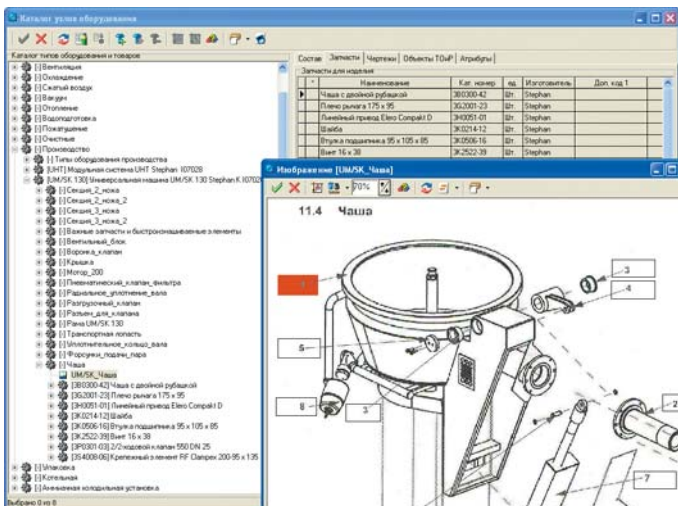 Каталог узлов оборудования
Каталог типов оборудования и товаров
[-] Вентиляция
[-] Охлаждение
[-] Сжатый воздух
[-] Вакуум
[-] Отопление
[-] Водоподготовка
[-] Пожатушение
[-] Очистные
[-] Производство
[-] Типы оборудования производства
[UHT] Модульная система UHT Stephan I07028
[UM/SK 130] Универсальная машина UM/SK 130 Stephan K I0702
[-] Секция_2_ножа
[-] Секция_2_ножа_2
[-] Секция_3_ножа
[-] Секция_3_ножа_2
[-] Важные запчасти и быстроизнашиваемые элементы
[-] Вентильный_блок
[-] Воронка_клапан
[-] Крышка
[-] Мотор_200
[-] Пневматический_клапан_фильтра
[-] Радиальное_уплотнение_вала
[-] Разгрузочный_клапан
[-] Разъем_для_клапана
[-] Рама UM/SK 130
[-] Транспортная лопасть
[-] Уплотнительное_кольцо_вала
[-] Форсунки_подачи_пара
[-] Чаша
UM/SK_Чаша
[3B0300-42] Чаша с двойной рубашкой
[3G2001-23] Плечо рычага 175 x 95
[3H0051-01] Линейный привод Elero Compakt D
[3K0214-12] Шайба
[3K0506-16] Втулка подшипника 95 x 105 x 85
[3K2522-39] Винт 16 x 38
[3P0301-03] 2/2-ходовой клапан 550 DN 25
[3S4008-06] Крепежный элемент RF Clampex 200-95 x 135
[-] Упаковка
[-] Котельная
[-] Аммиачная холодильная установка
Выбрано 0 из 8
Состав Запчасти Чертежи Объекты ТОиР Атрибуты
Запчасти для изделия
* Наименование Кат. номер ед. Изготовитель Доп. код 1
Чаша с двойной рубашкой 3B0300-42 Шт. Stephan
Плечо рычага 175 x 95 3G2001-23 Шт. Stephan
Линейный привод Elero Compakt D 3H0051-01 Шт. Stephan
Шайба 3K0214-12 Шт. Stephan
Втулка подшипника 95 x 105 x 85 3K0506-16 Шт. Stephan
Винт 16 x 38 3K2522-39 Шт. Stephan
Изображение [UM/SK_Чаша]
70%
11.4 Чаша
1
3
4
5
3
8
2
7